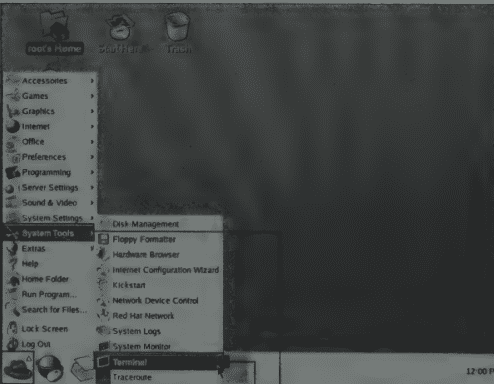 root's Home
Start Here
Trash
Accessories
Games
Graphics
Internet
Office
Preferences
Programming
Server Settings
Sound & Video
System Settings
System Tools
Extras
Help
Home Folder
Run Program...
Search for Files...
Lock Screen
Log Out
Disk Management
Floppy Formatter
Hardware Browser
Internet Configuration Wizard
Kickstart
Network Device Control
Red Hat Network
System Logs
System Monitor
Terminal
Traceroute
12:00